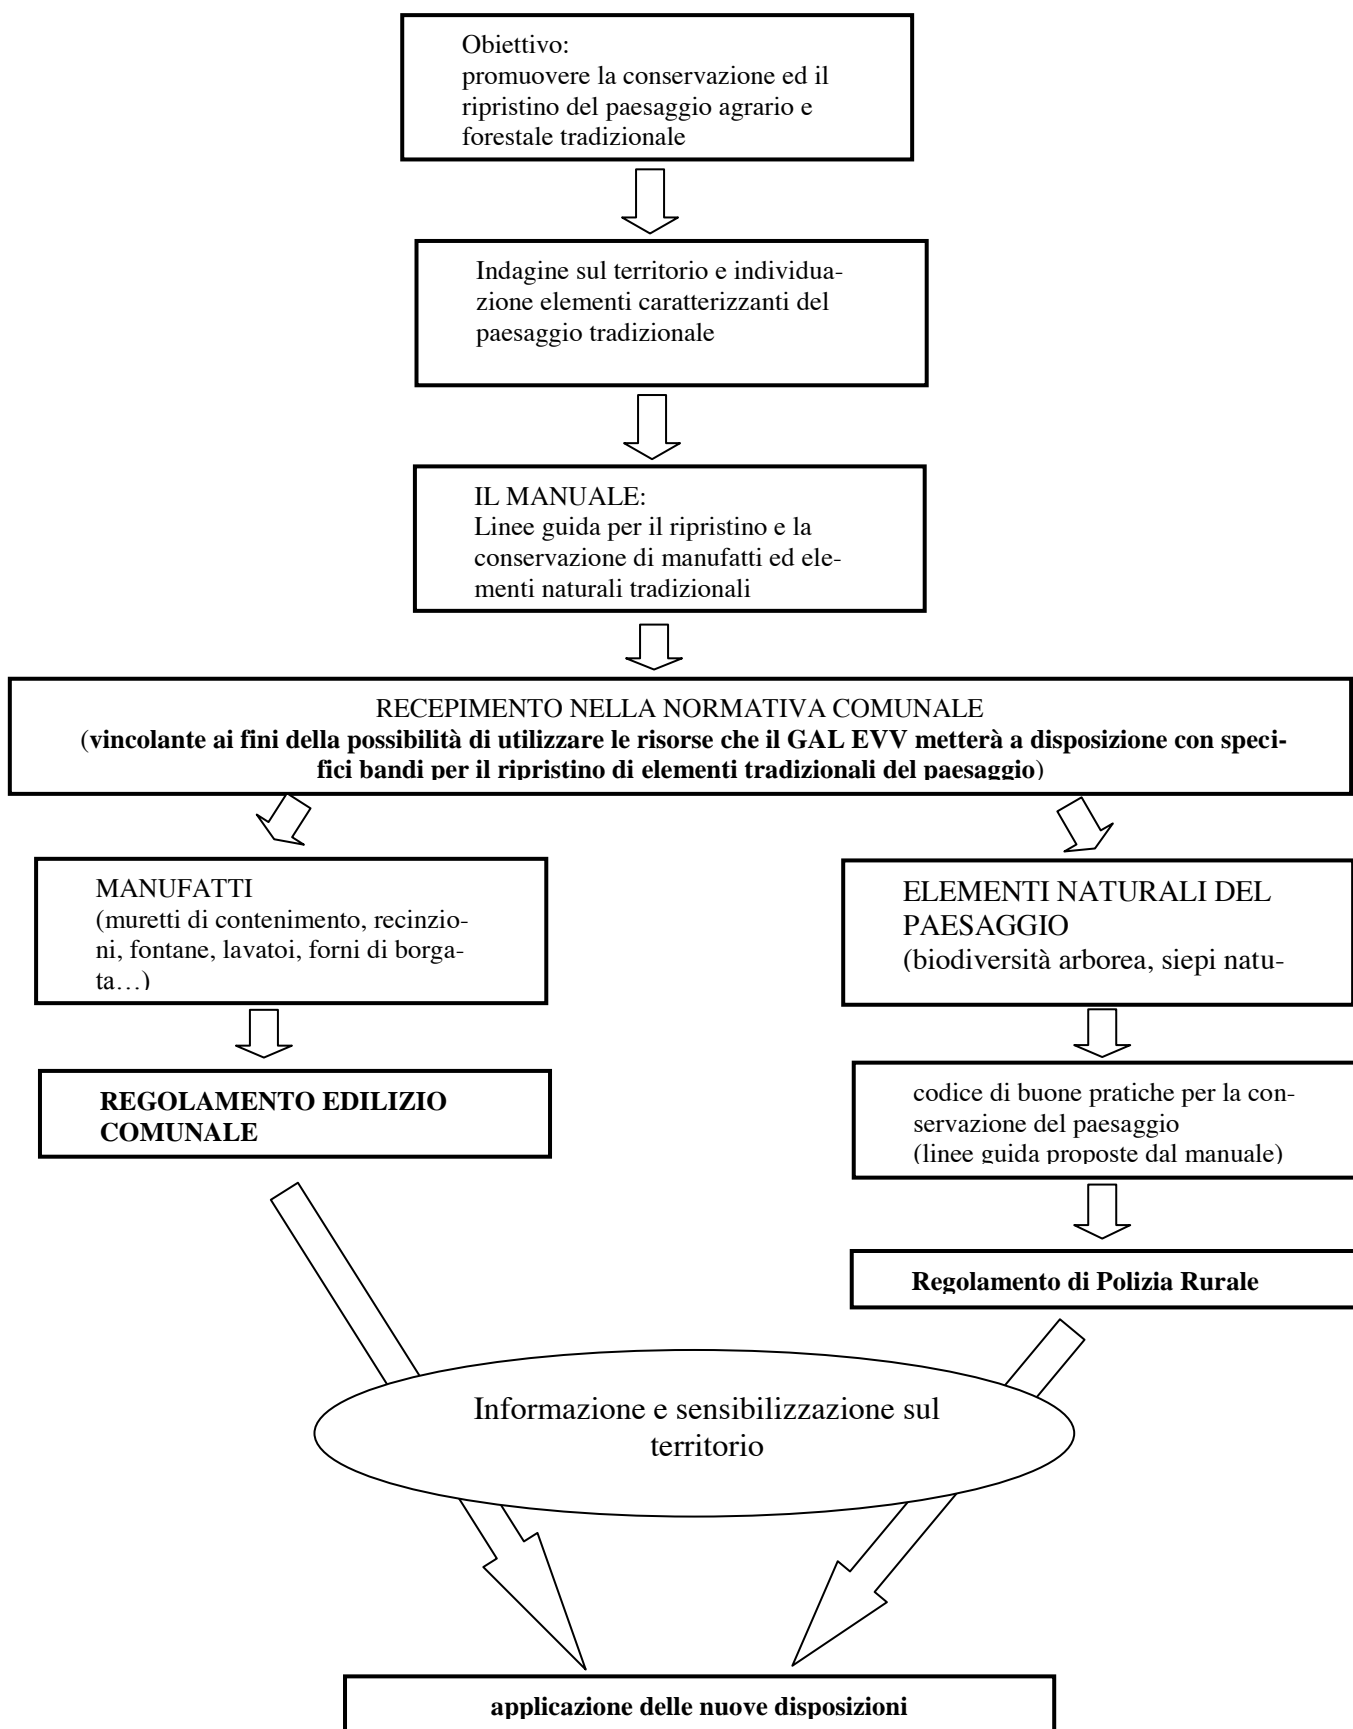 Obiettivo:
promuovere la conservazione ed il
ripristino del paesaggio agrario e
forestale tradizionale
Indagine sul territorio e individua-
zione elementi caratterizzanti del
paesaggio tradizionale
IL MANUALE:
Linee guida per il ripristino e la
conservazione di manufatti ed ele-
menti naturali tradizionali
RECEPIMENTO NELLA NORMATIVA COMUNALE
(vincolante ai fini della possibilità di utilizzare le risorse che il GAL EVV metterà a disposizione con speci-
fici bandi per il ripristino di elementi tradizionali del paesaggio)
MANUFATTI
(muretti di contenimento, recinzio-
ni, fontane, lavatoi, forni di borga-
ta…)
REGOLAMENTO EDILIZIO
COMUNALE
ELEMENTI NATURALI DEL
PAESAGGIO
(biodiversità arborea, siepi natu-
codice di buone pratiche per la con-
servazione del paesaggio
(linee guida proposte dal manuale)
Regolamento di Polizia Rurale
Informazione e sensibilizzazione sul
territorio
applicazione delle nuove disposizioni